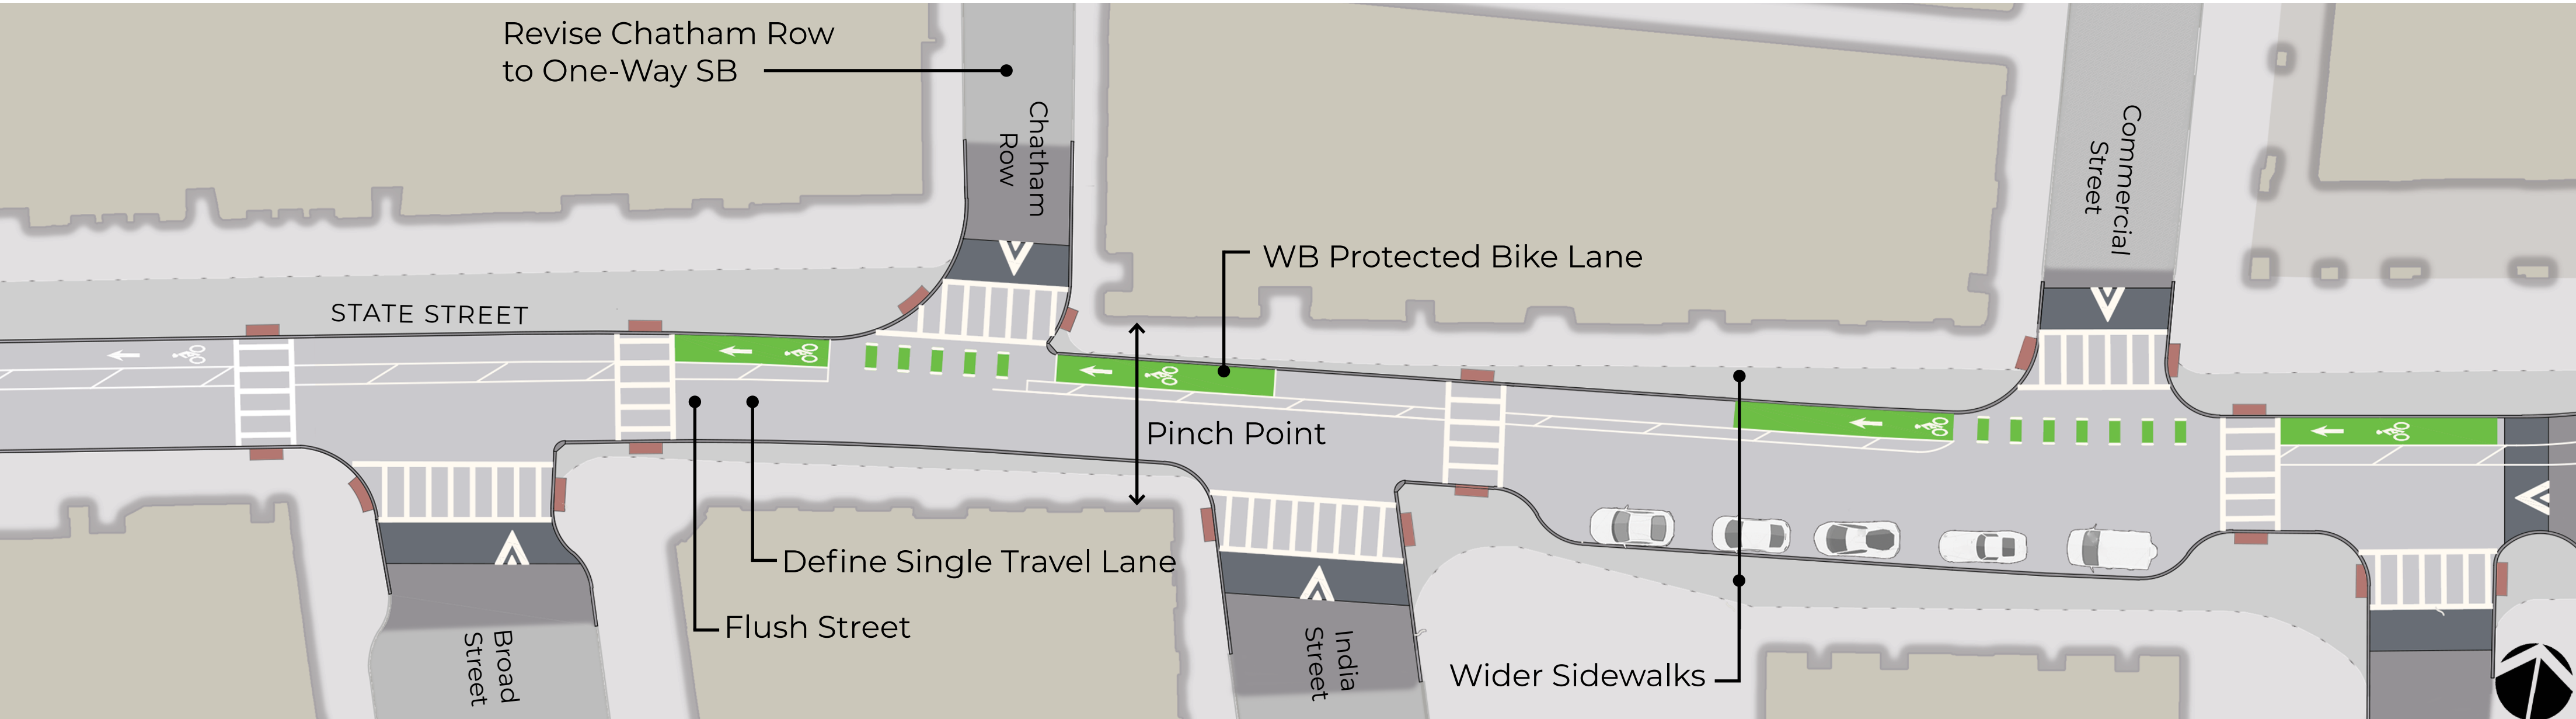 Revise Chatham Row
to One-Way SB
Chatham
Row
Commercial
Street
WB Protected Bike Lane
STATE STREET
Pinch Point
Define Single Travel Lane
Flush Street
Broad
Street
India
Street
Wider Sidewalks